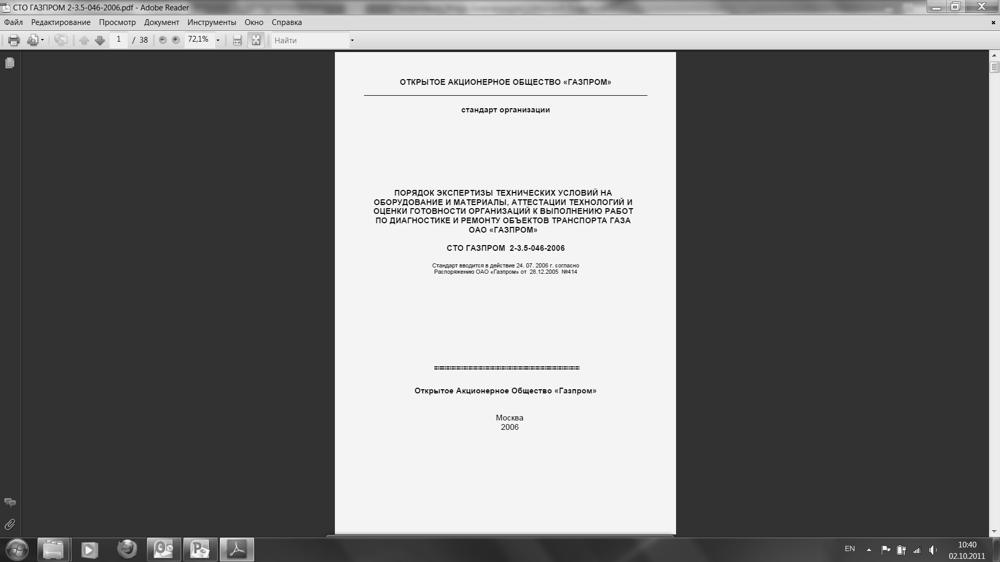 СТО ГАЗПРОМ 2-3.5-046-2006.pdf - Adobe Reader
Файл Редактирование Просмотр Документ Инструменты Окно Справка
1 / 38 72,1% Найти
ОТКРЫТОЕ АКЦИОНЕРНОЕ ОБЩЕСТВО «ГАЗПРОМ»
стандарт организации
ПОРЯДОК ЭКСПЕРТИЗЫ ТЕХНИЧЕСКИХ УСЛОВИЙ НА
ОБОРУДОВАНИЕ И МАТЕРИАЛЫ, АТТЕСТАЦИИ ТЕХНОЛОГИЙ И
ОЦЕНКИ ГОТОВНОСТИ ОРГАНИЗАЦИЙ К ВЫПОЛНЕНИЮ РАБОТ
ПО ДИАГНОСТИКЕ И РЕМОНТУ ОБЪЕКТОВ ТРАНСПОРТА ГАЗА
ОАО «ГАЗПРОМ»
СТО ГАЗПРОМ 2-3.5-046-2006
Стандарт вводится в действие 24. 07. 2006 г. согласно
Распоряжению ОАО «Газпром» от 28.12.2005 №414
Открытое Акционерное Общество «Газпром»
Москва
2006
EN
10:40
02.10.2011